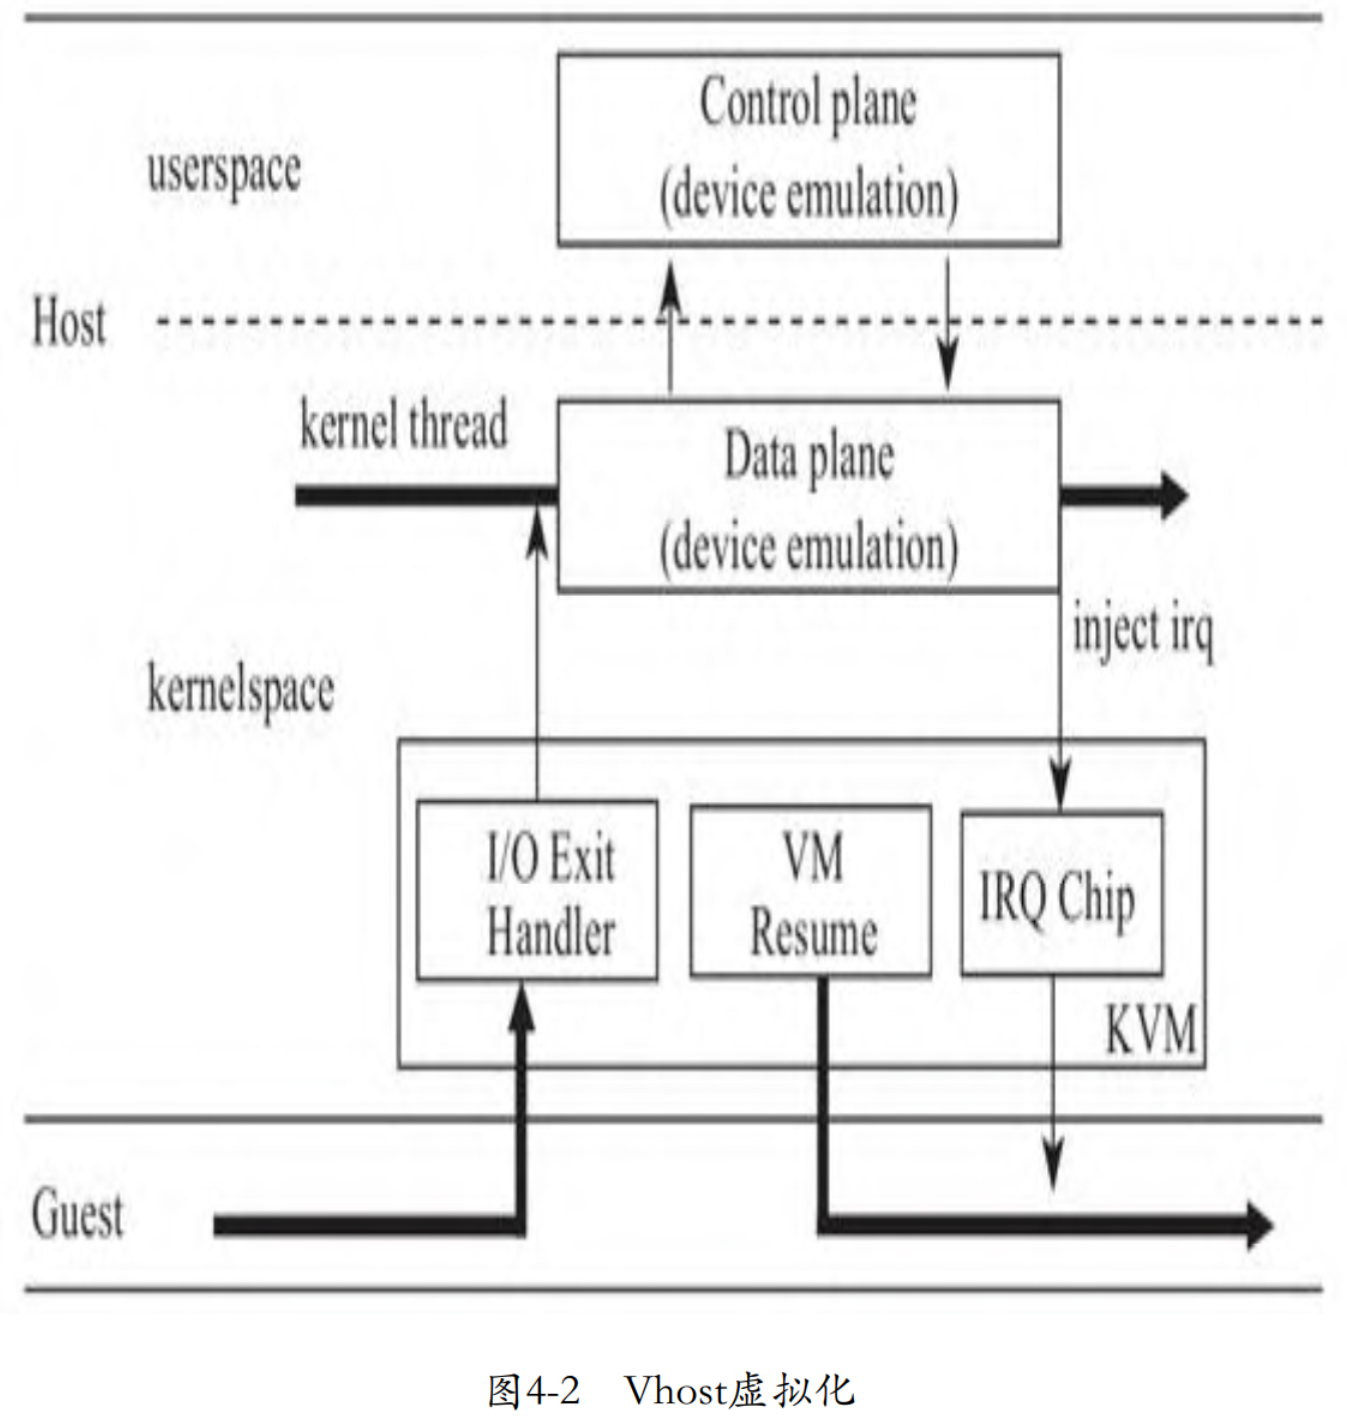 Control plane
(device emulation)
userspace
Host
kernel thread
Data plane
(device emulation)
inject irq
kernelspace
I/O Exit
Handler
VM
Resume
IRQ Chip
KVM
Guest
图4-2 Vhost虚拟化